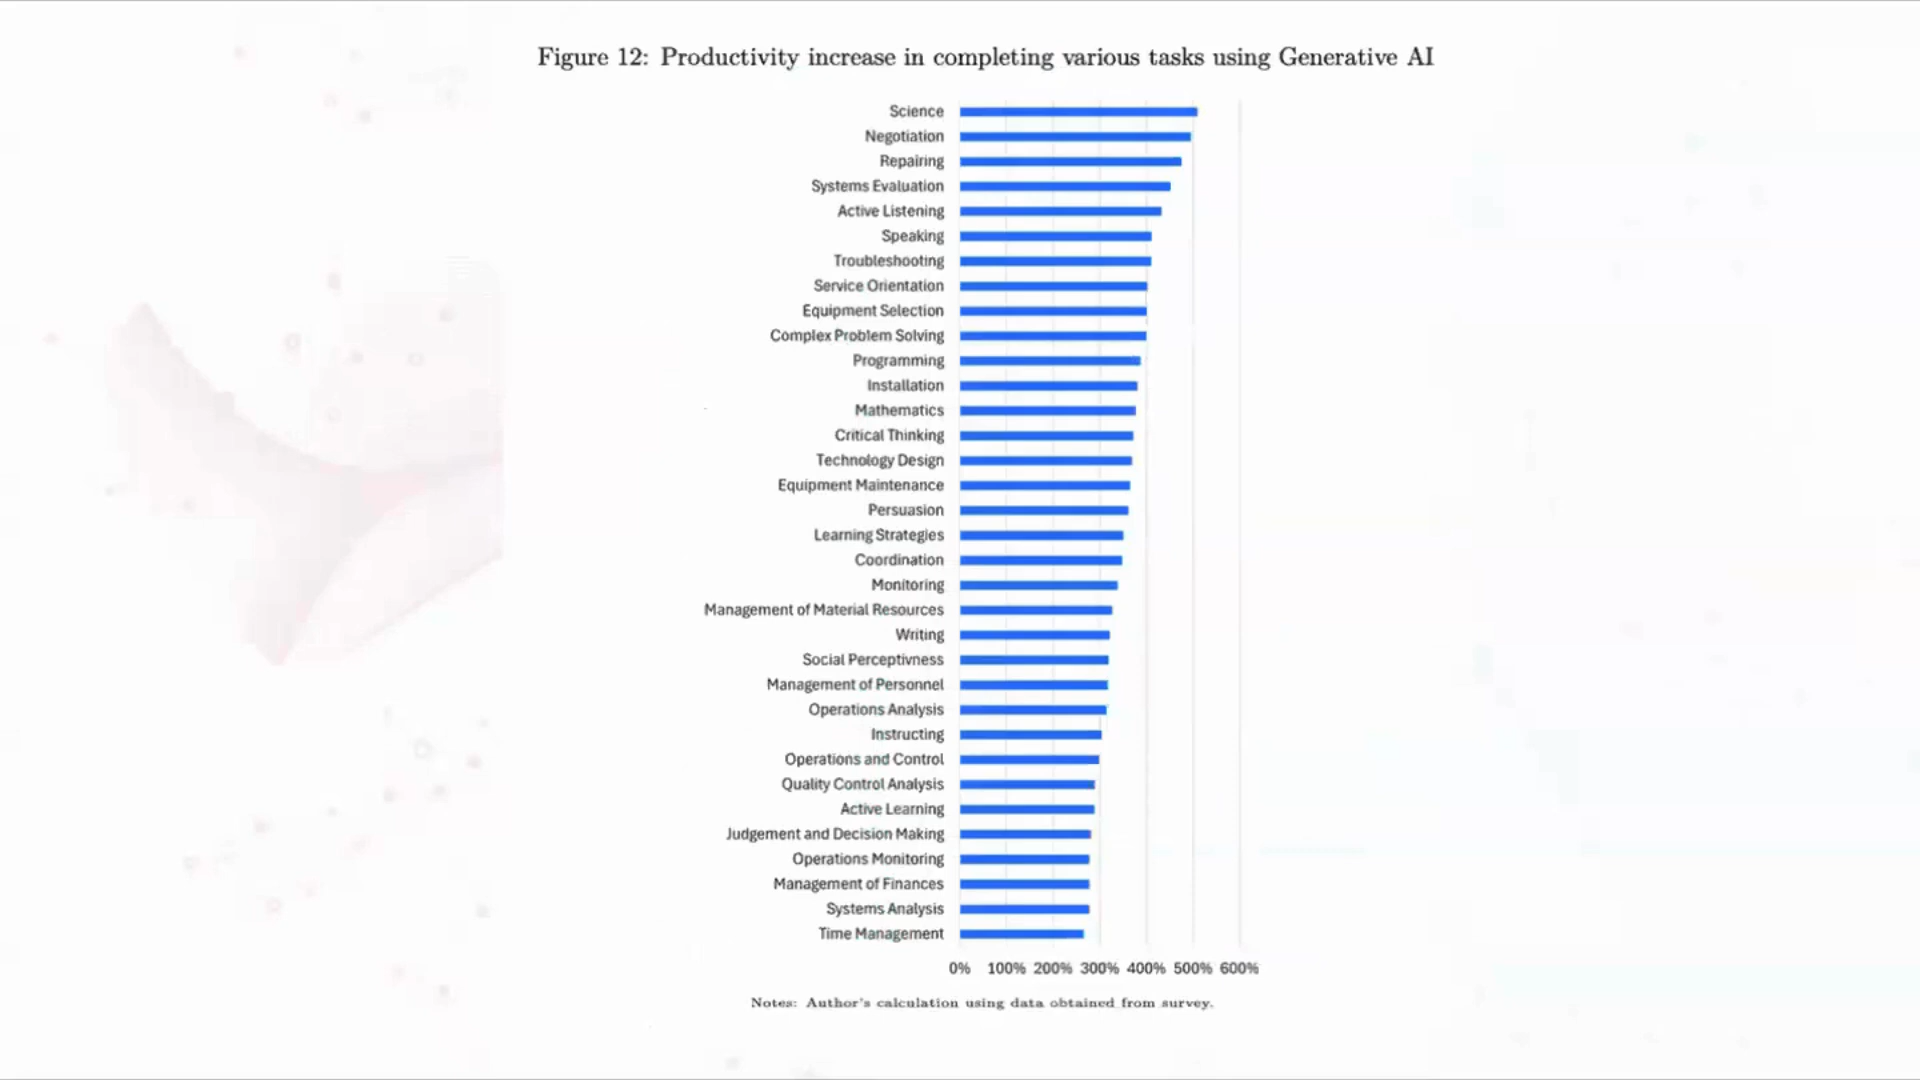 Figure 12: Productivity increase in completing various tasks using Generative AI
Science
Negotiation
Repairing
Systems Evaluation
Active Listening
Speaking
Troubleshooting
Service Orientation
Equipment Selection
Complex Problem Solving
Programming
Installation
Mathematics
Critical Thinking
Technology Design
Equipment Maintenance
Persuasion
Learning Strategies
Coordination
Monitoring
Management of Material Resources
Writing
Social Perceptivness
Management of Personnel
Operations Analysis
Instructing
Operations and Control
Quality Control Analysis
Active Learning
Judgement and Decision Making
Operations Monitoring
Management of Finances
Systems Analysis
Time Management
0% 100% 200% 300% 400% 500% 600%
Notes: Author's calculation using data obtained from survey.